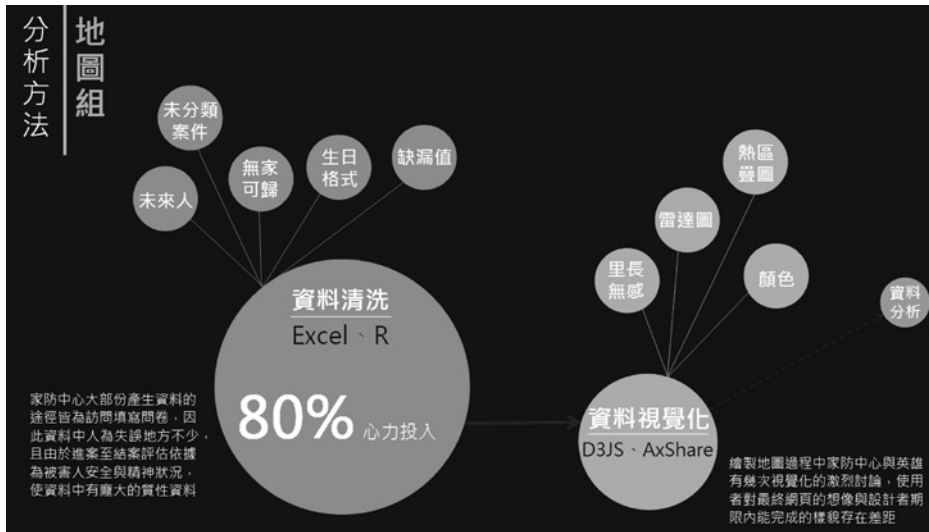 分析方法
地圖組
未分類
案件
無家
可歸
生日
格式
缺漏值
未來人
資料清洗
Excel、R
80% 心力投入
家防中心大部份產生資料的
途徑皆為訪問填寫問卷，因
此資料中人為失誤地方不少，
且由於進案至結案評估依據
為被害人安全與精神狀況，
使資料中有龐大的質性資料
熱區
疊圖
雷達圖
里長
無感
顏色
資料
分析
資料視覺化
D3JS、AxShare
繪製地圖過程中家防中心與英雄
有幾次視覺化的激烈討論，使用
者對最終網頁的想像與設計者期
限內能完成的樣貌存在差距